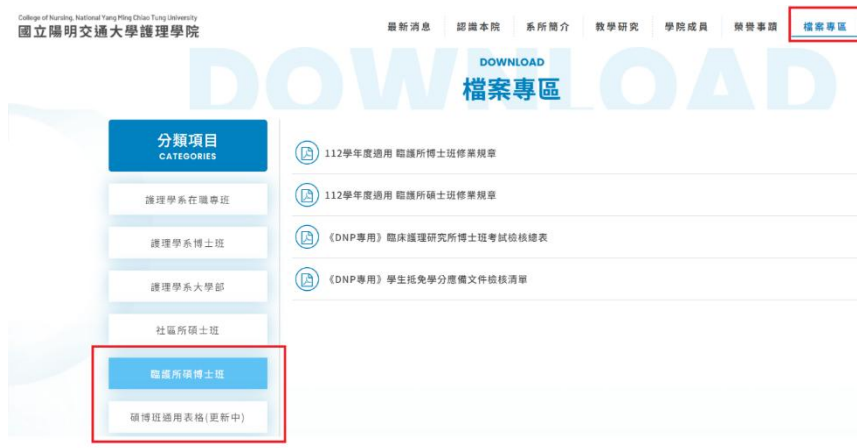 College of Nursing, National Yang Ming Chiao Tung University
國立陽明交通大學護理學院
最新消息 認識本院 系所簡介 教學研究 學院成員 榮譽事蹟 檔案專區
DOWNLOAD
DOWNLOAD
檔案專區
分類項目
CATEGORIES
護理學系在職專班
護理學系博士班
護理學系大學部
社區所碩士班
臨護所碩博士班
碩博班適用表格(更新中)
112學年度適用 臨護所博士班修業規章
112學年度適用 臨護所碩士班修業規章
《DNP專用》臨床護理研究所博士班考試檢核總表
《DNP專用》學生抵免學分應備文件檢核清單